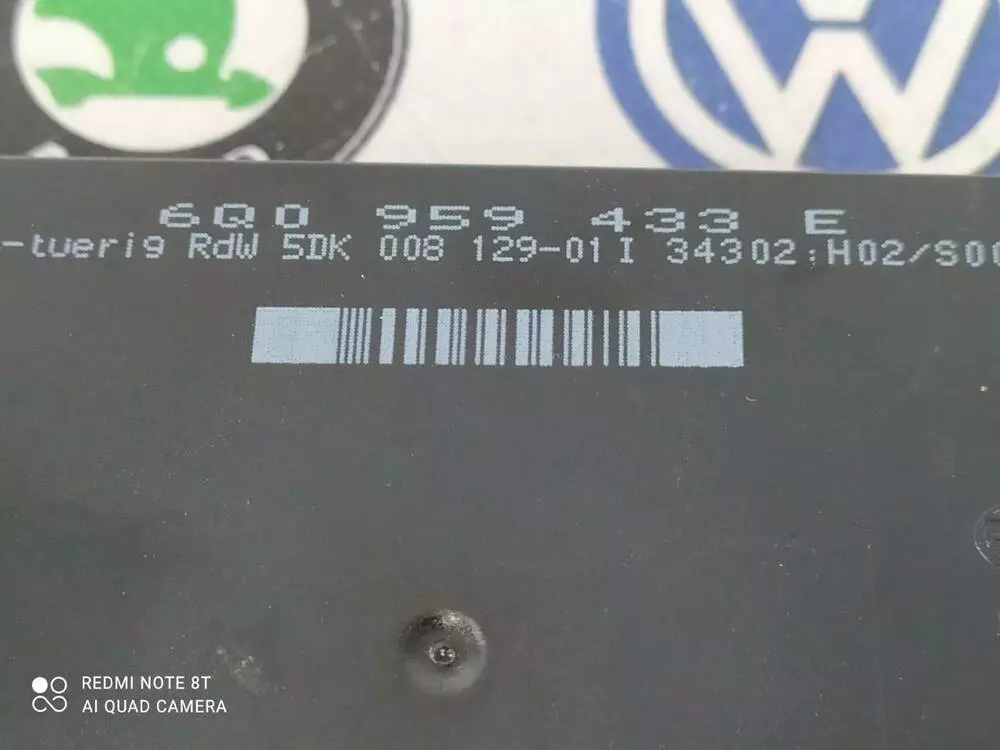 6Q0 959 433 E
-tuerig RdW 5DK 008 129-01 I 34302;H02/S00
REDMI NOTE 8T
AI QUAD CAMERA